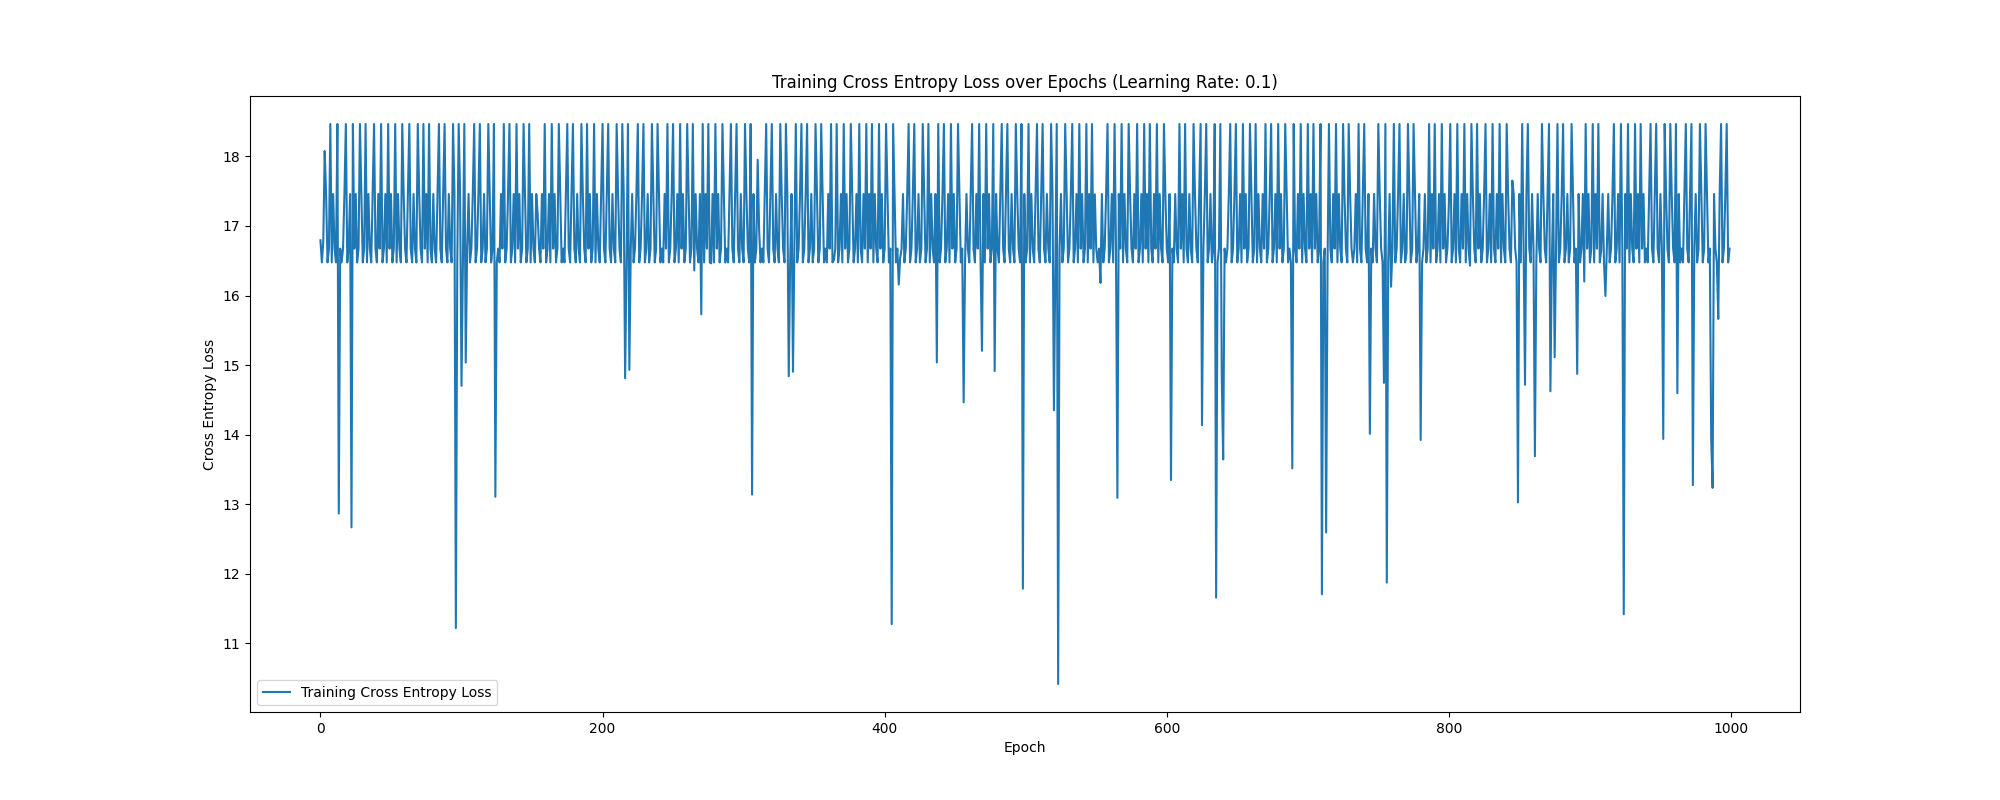 Training Cross Entropy Loss over Epochs (Learning Rate: 0.1)
Cross Entropy Loss
18
17
16
15
14
13
12
11
Training Cross Entropy Loss
0 200 400 600 800 1000
Epoch